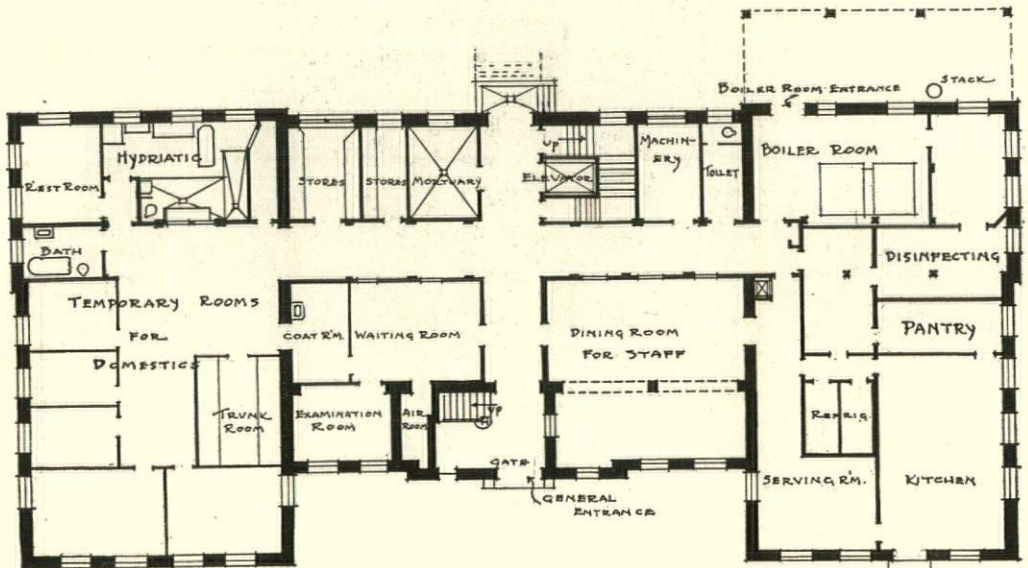 BOILER ROOM ENTRANCE
STACK
UP
MACHIN-
ERY
BOILER ROOM
HYDRIATIC
TOILET
REST ROOM
STORES
STORES
MORTUARY
ELEVATOR
BATH
DISINFECTING
TEMPORARY ROOMS
FOR
DOMESTICS
COAT R'M.
WAITING ROOM
DINING ROOM
FOR STAFF
PANTRY
TRUNK
ROOM
EXAMINATION
ROOM
AIR
ROOM
UP
REFRIG.
GATE
GENERAL
ENTRANCE
SERVING R'M.
KITCHEN